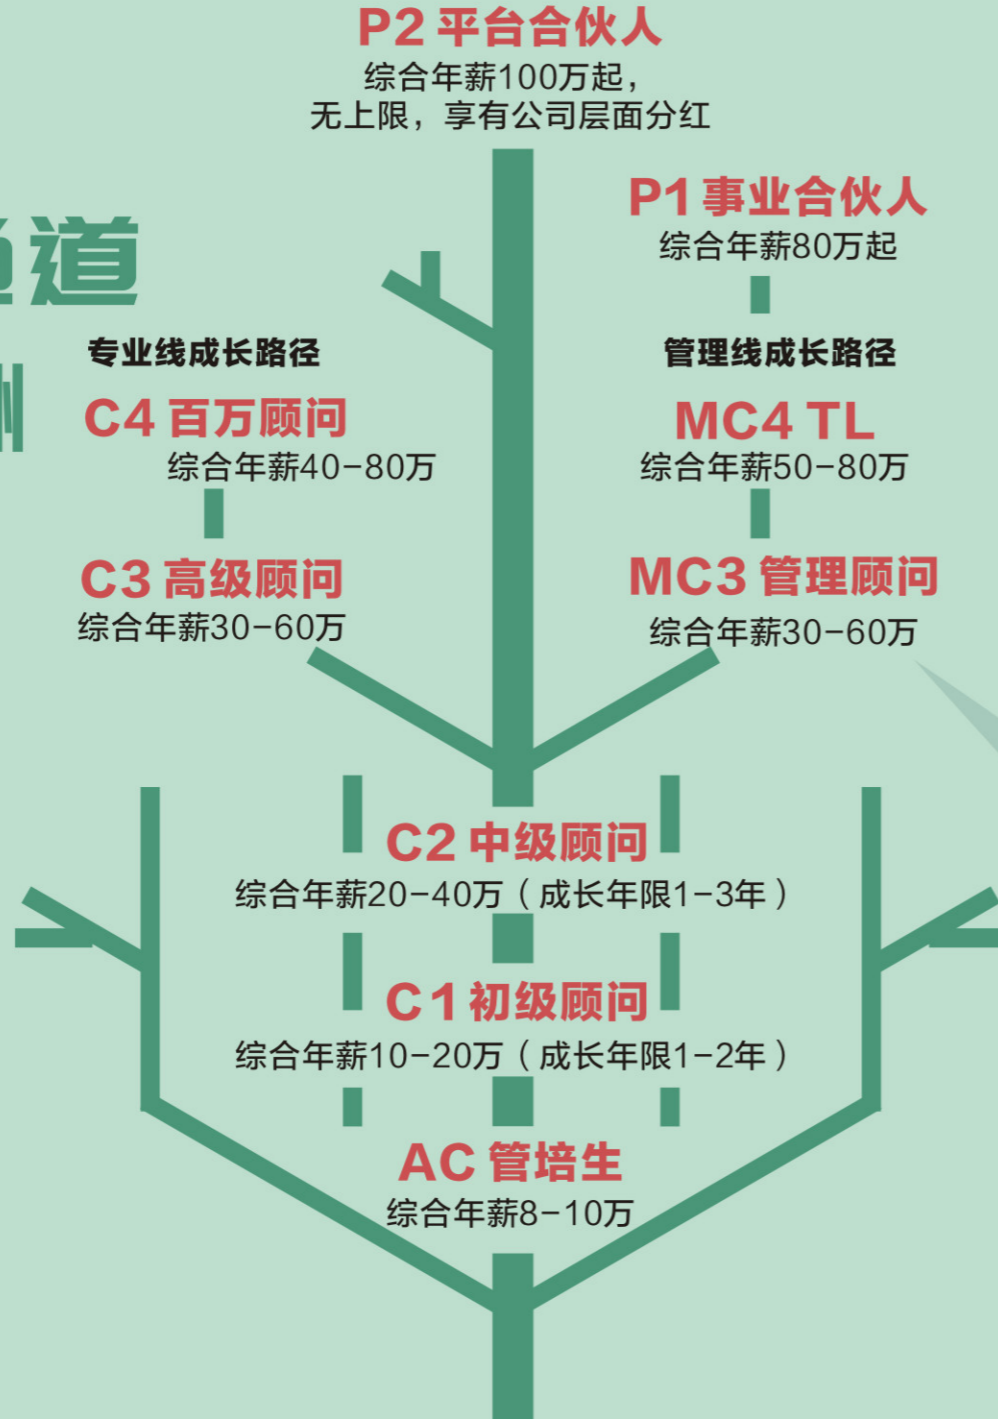 P2 平台合伙人
综合年薪100万起，
无上限，享有公司层面分红
P1 事业合伙人
综合年薪80万起
道
专业线成长路径
管理线成长路径
C4 百万顾问
综合年薪40-80万
MC4 TL
综合年薪50-80万
C3 高级顾问
综合年薪30-60万
MC3 管理顾问
综合年薪30-60万
C2 中级顾问
综合年薪20-40万（成长年限1-3年）
C1 初级顾问
综合年薪10-20万（成长年限1-2年）
AC 管培生
综合年薪8-10万